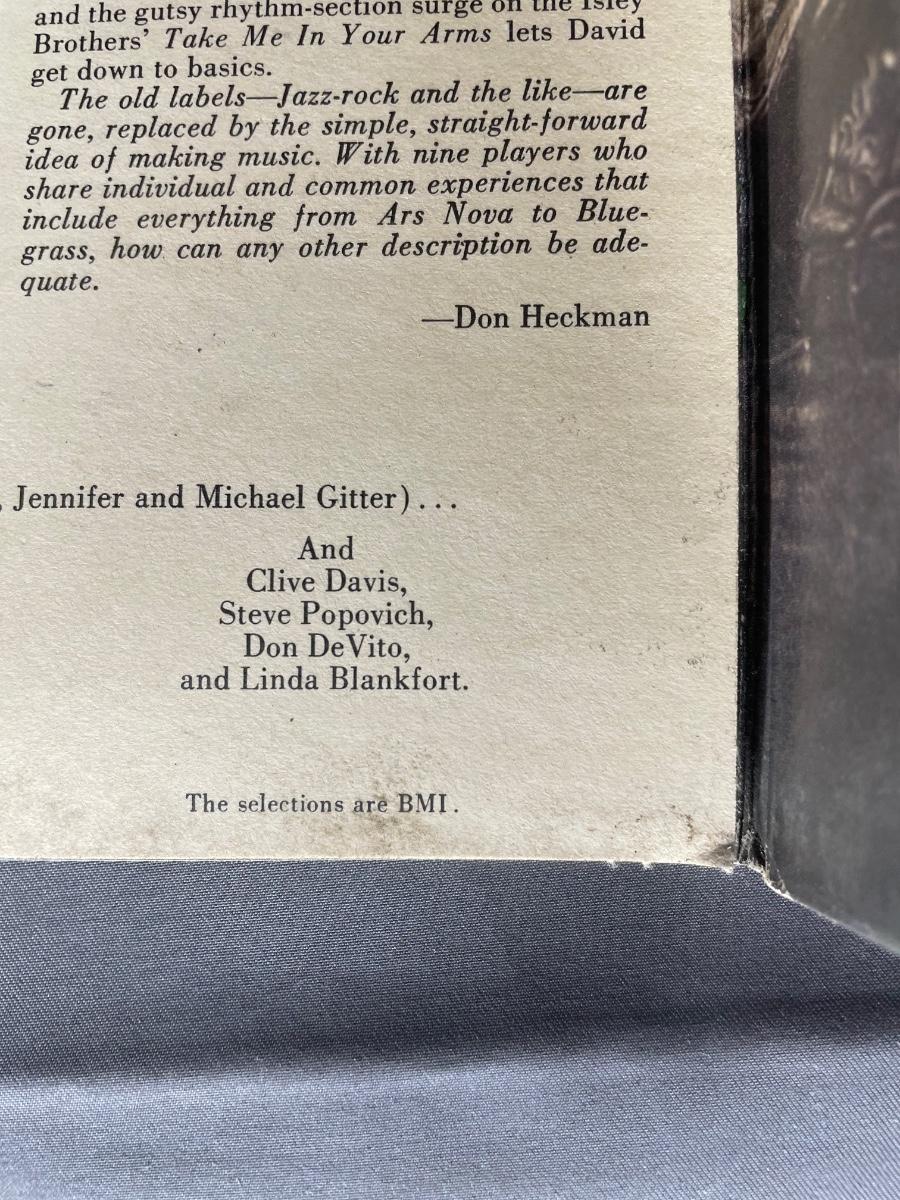 and the gutsy rhythm-section surge on the Isley
Brothers' Take Me In Your Arms lets David
get down to basics.
The old labels—Jazz-rock and the like—are
gone, replaced by the simple, straight-forward
idea of making music. With nine players who
share individual and common experiences that
include everything from Ars Nova to Blue-
grass, how can any other description be ade-
quate.
—Don Heckman
, Jennifer and Michael Gitter) . . .
And
Clive Davis,
Steve Popovich,
Don DeVito,
and Linda Blankfort.
The selections are BMI.